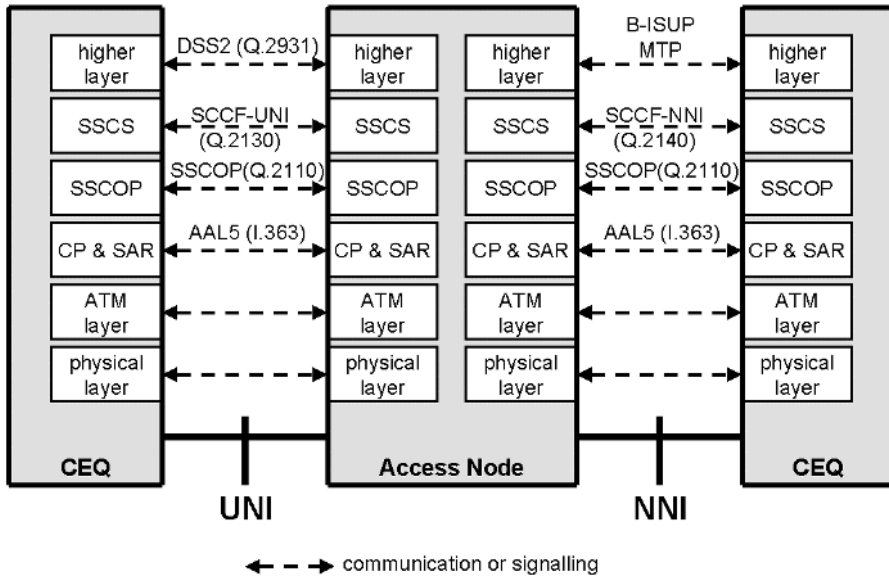 B-ISUP
higher
layer
DSS2 (Q.2931)
higher
layer
higher
layer
MTP
higher
layer
SSCS
SCCF-UNI
(Q.2130)
SSCS
SSCS
SCCF-NNI
(Q.2140)
SSCS
SSCOP
SSCOP(Q.2110)
SSCOP
SSCOP
SSCOP(Q.2110)
SSCOP
CP & SAR
AAL5 (I.363)
CP & SAR
CP & SAR
AAL5 (I.363)
CP & SAR
ATM
layer
ATM
layer
ATM
layer
ATM
layer
physical
layer
physical
layer
physical
layer
physical
layer
CEQ
Access Node
CEQ
UNI
NNI
communication or signalling